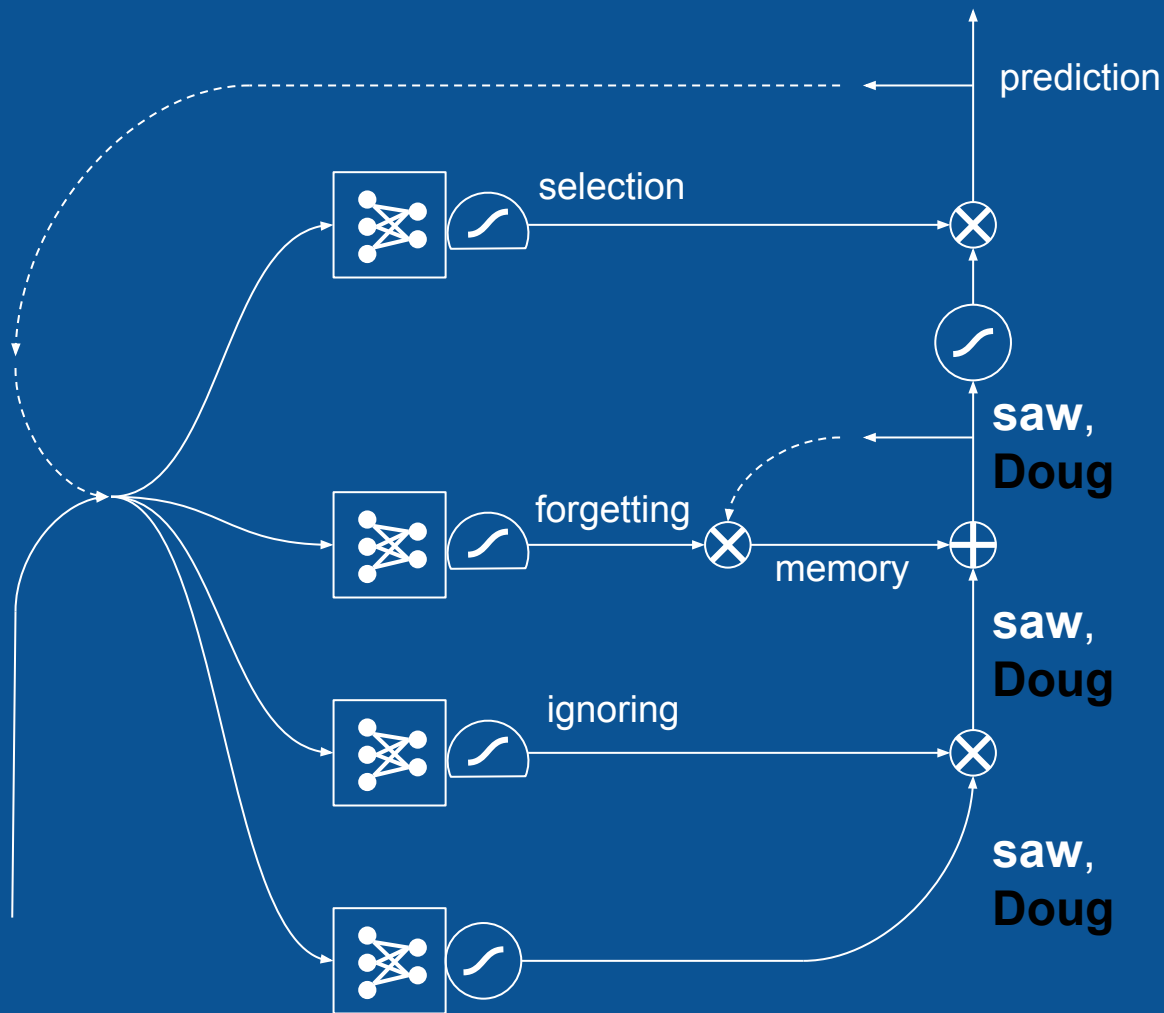 prediction
selection
saw,
Doug
forgetting
memory
saw,
Doug
ignoring
saw,
Doug